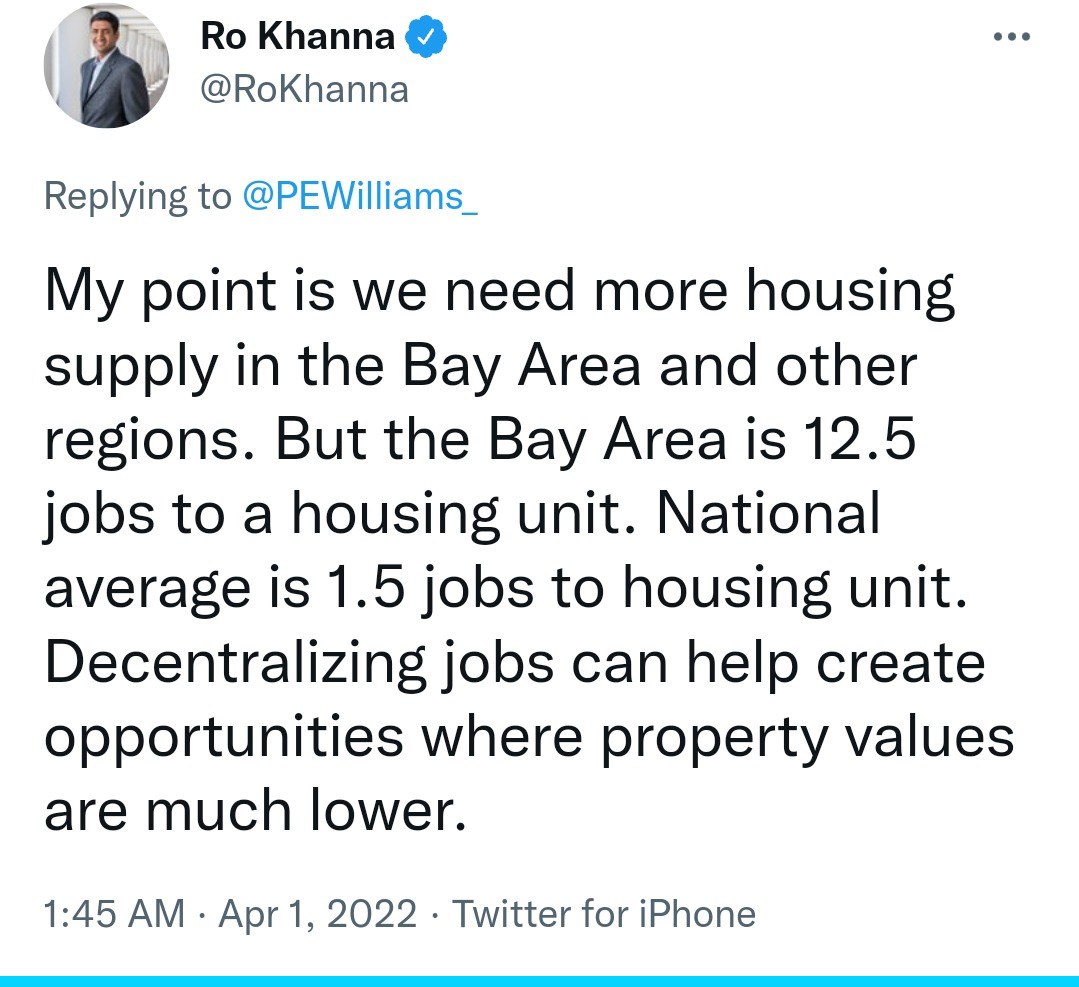 Ro Khanna
@RoKhanna
Replying to @PEWilliams_
My point is we need more housing
supply in the Bay Area and other
regions. But the Bay Area is 12.5
jobs to a housing unit. National
average is 1.5 jobs to housing unit.
Decentralizing jobs can help create
opportunities where property values
are much lower.
1:45 AM · Apr 1, 2022 · Twitter for iPhone